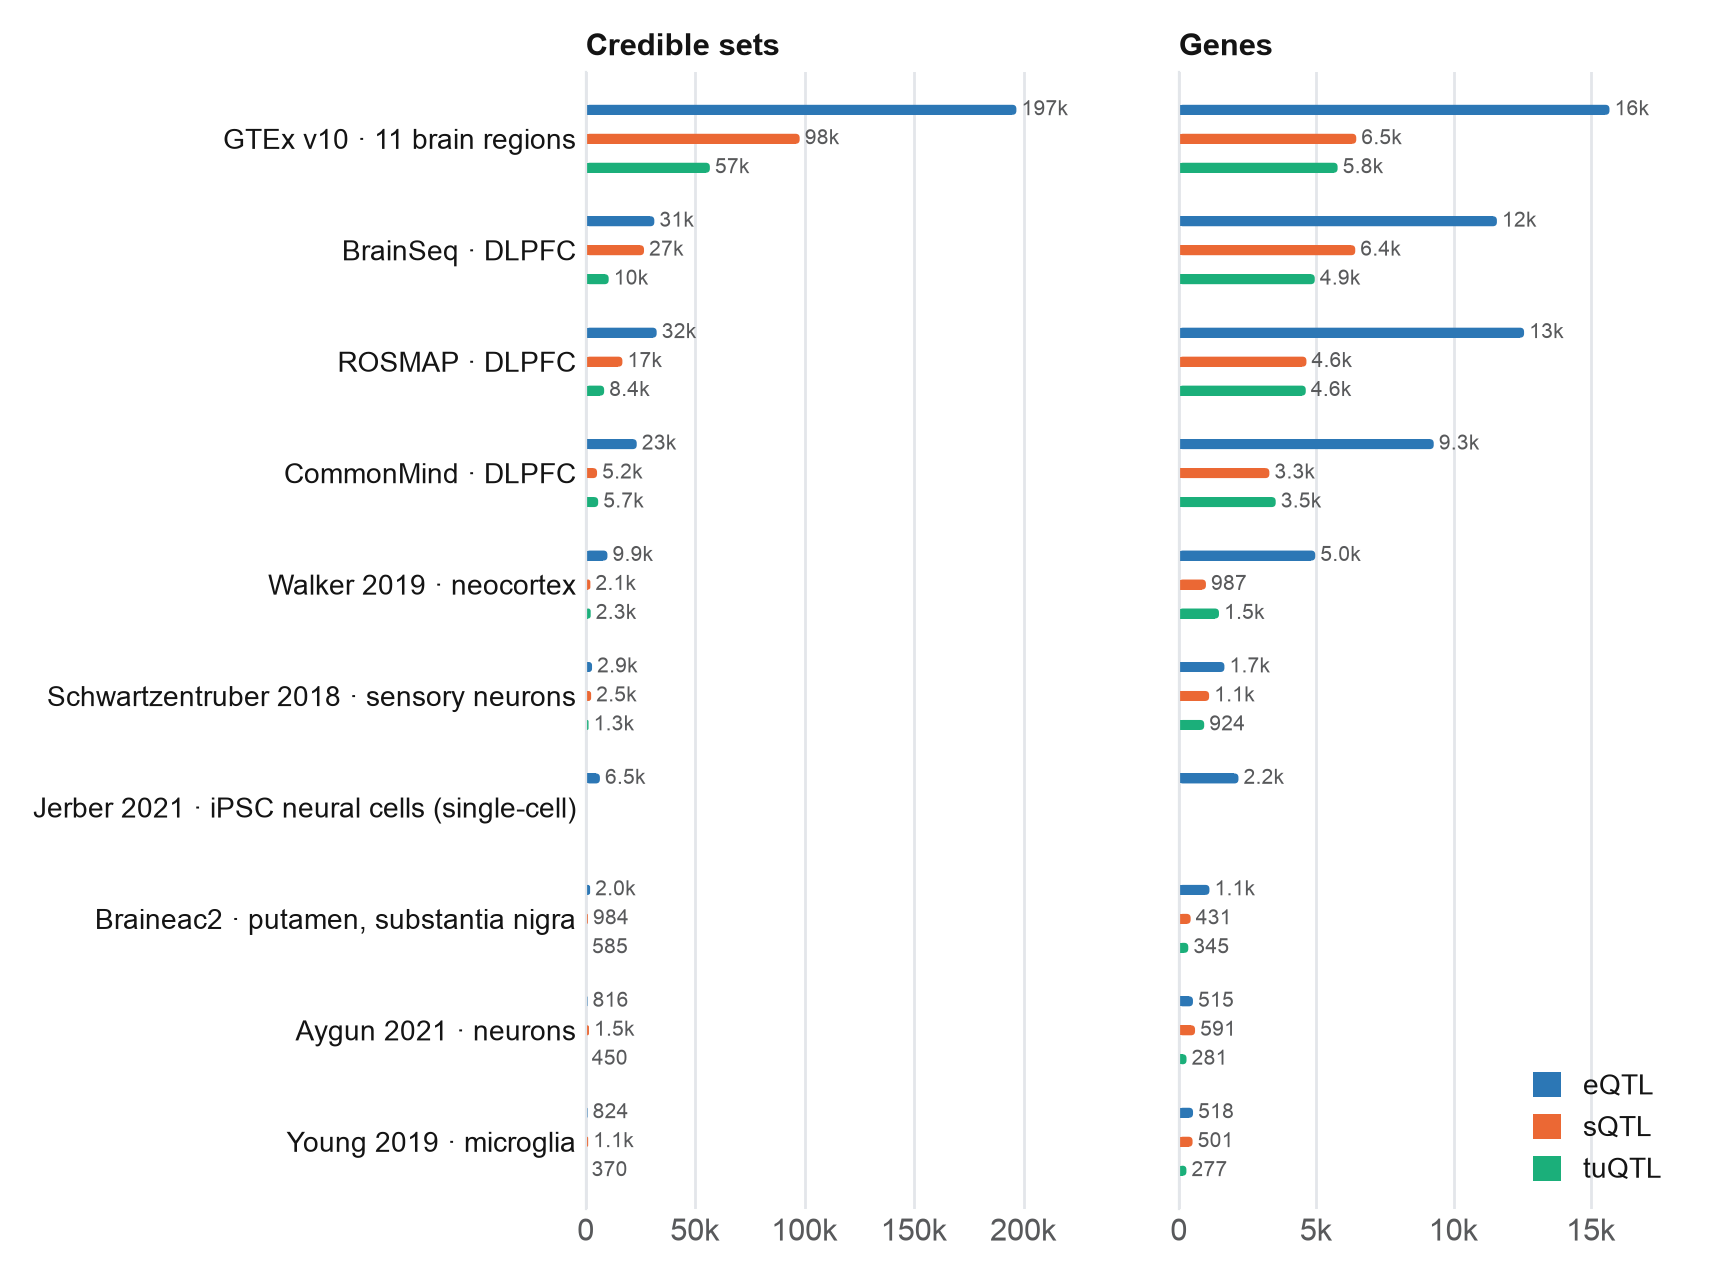 Credible sets
Genes
197k
16k
GTEx v10 · 11 brain regions
98k
6.5k
57k
5.8k
31k
12k
BrainSeq · DLPFC
27k
6.4k
10k
4.9k
32k
13k
ROSMAP · DLPFC
17k
4.6k
8.4k
4.6k
23k
9.3k
CommonMind · DLPFC
5.2k
3.3k
5.7k
3.5k
9.9k
5.0k
Walker 2019 · neocortex
2.1k
987
2.3k
1.5k
2.9k
1.7k
Schwartzentruber 2018 · sensory neurons
2.5k
1.1k
1.3k
924
6.5k
2.2k
Jerber 2021 · iPSC neural cells (single-cell)
2.0k
1.1k
Braineac2 · putamen, substantia nigra
984
431
585
345
816
515
Aygun 2021 · neurons
1.5k
591
450
281
824
518
Young 2019 · microglia
1.1k
501
370
277
eQTL
sQTL
tuQTL
0 50k 100k 150k 200k
0 5k 10k 15k